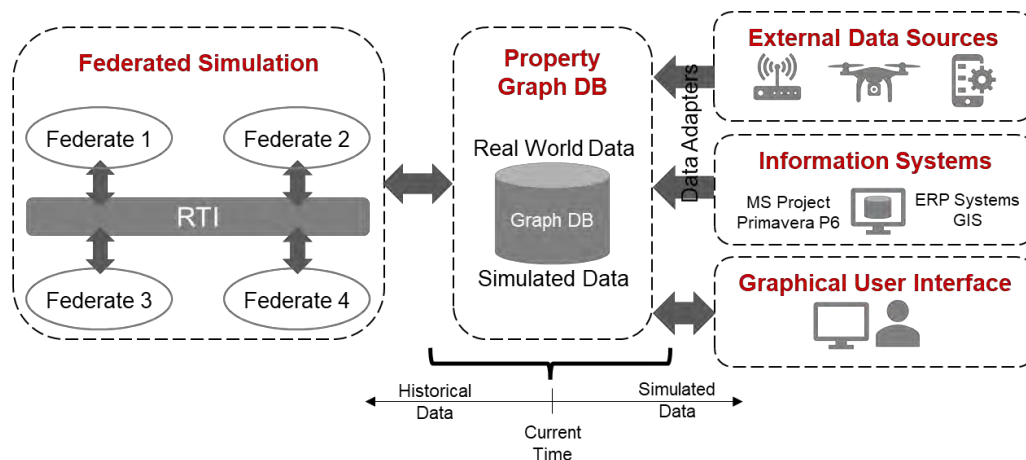 Federated Simulation
Federate 1
Federate 2
RTI
Federate 3
Federate 4
Property
Graph DB
Real World Data
Graph DB
Simulated Data
Data Adapters
External Data Sources
Information Systems
MS Project
Primavera P6
ERP Systems
GIS
Graphical User Interface
Historical
Data
Simulated
Data
Current
Time